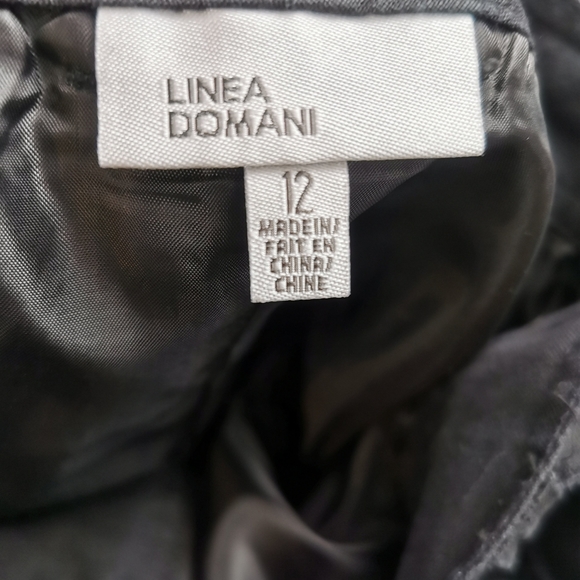 LINEA
DOMANI
12
MADE IN/
FAIT EN
CHINA/
CHINE